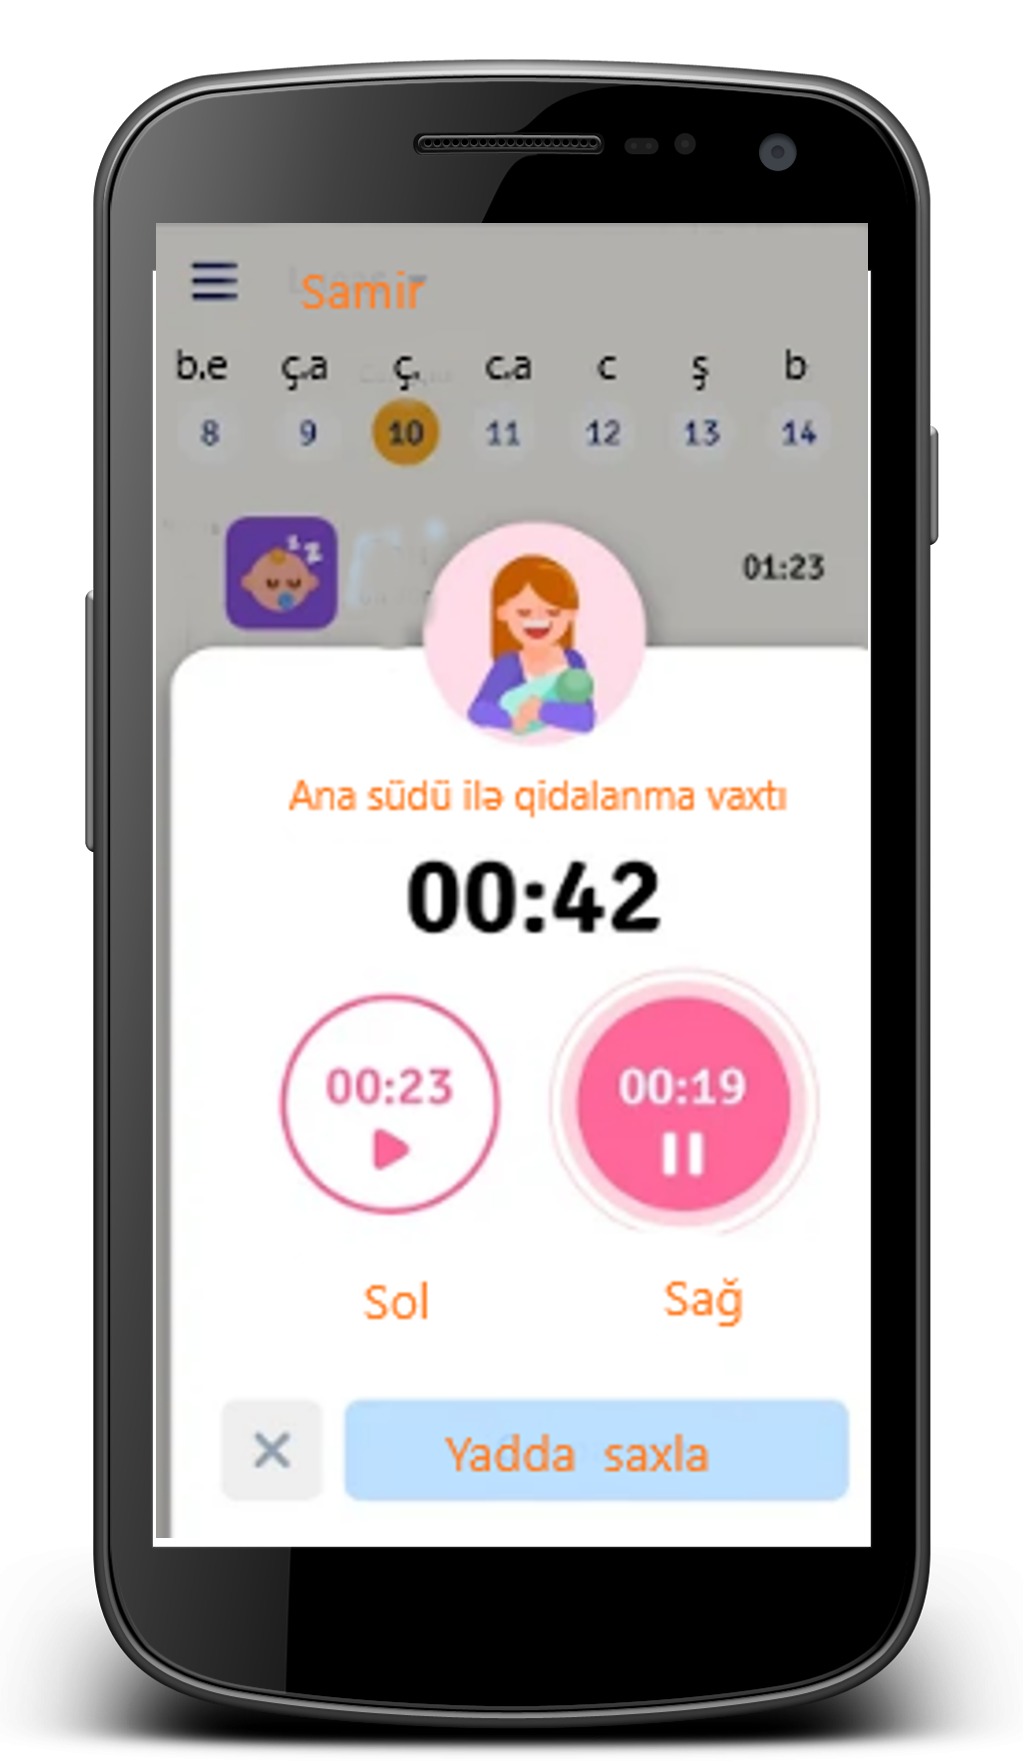 Samir
b.e ç.a ç. c.a c ş b
8 9 10 11 12 13 14
z z
01:23
Ana südü ilə qidalanma vaxtı
00:42
00:23 00:19
Sol Sağ
Yadda saxla